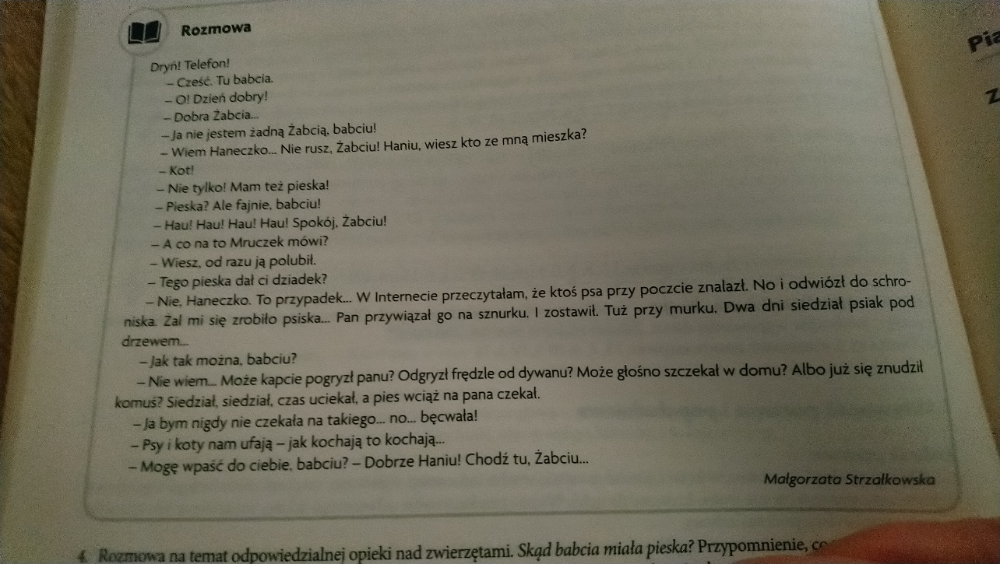 Rozmowa
Dryń! Telefon!
– Cześć. Tu babcia.
– O! Dzień dobry!
– Dobra Żabcia...
– Ja nie jestem żadną Żabcią, babciu!
– Wiem Haneczko... Nie rusz, Żabciu! Haniu, wiesz kto ze mną mieszka?
– Kot!
– Nie tylko! Mam też pieska!
– Pieska? Ale fajnie, babciu!
– Hau! Hau! Hau! Hau! Spokój, Żabciu!
– A co na to Mruczek mówi?
– Wiesz, od razu ją polubił.
– Tego pieska dał ci dziadek?
– Nie, Haneczko. To przypadek... W Internecie przeczytałam, że ktoś psa przy poczcie znalazł. No i odwiózł do schro-
niska. Żal mi się zrobiło psiska... Pan przywiązał go na sznurku. I zostawił. Tuż przy murku. Dwa dni siedział psiak pod
drzewem...
– Jak tak można, babciu?
– Nie wiem... Może kapcie pogryzł panu? Odgryzł frędzle od dywanu? Może głośno szczekał w domu? Albo już się znudził
komuś? Siedział, siedział, czas uciekał, a pies wciąż na pana czekał.
– Ja bym nigdy nie czekała na takiego... no... bęcwała!
– Psy i koty nam ufają – jak kochają to kochają...
– Mogę wpaść do ciebie, babciu? – Dobrze Haniu! Chodź tu, Żabciu...
Małgorzata Strzałkowska
4. Rozmowa na temat odpowiedzialnej opieki nad zwierzętami. Skąd babcia miała pieska? Przypomnienie,